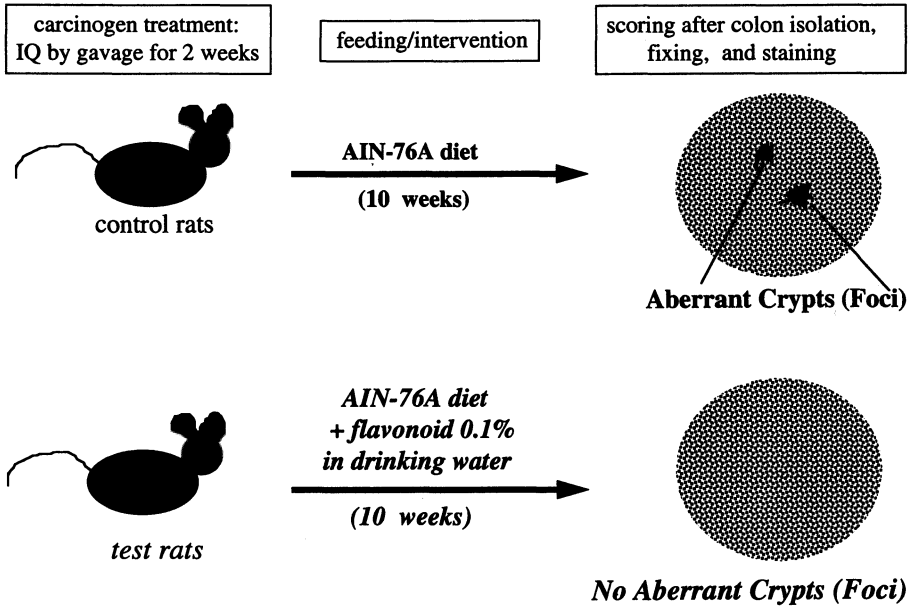 carcinogen treatment:
IQ by gavage for 2 weeks
feeding/intervention
scoring after colon isolation,
fixing, and staining
AIN-76A diet
(10 weeks)
control rats
Aberrant Crypts (Foci)
AIN-76A diet
+ flavonoid 0.1%
in drinking water
(10 weeks)
test rats
No Aberrant Crypts (Foci)